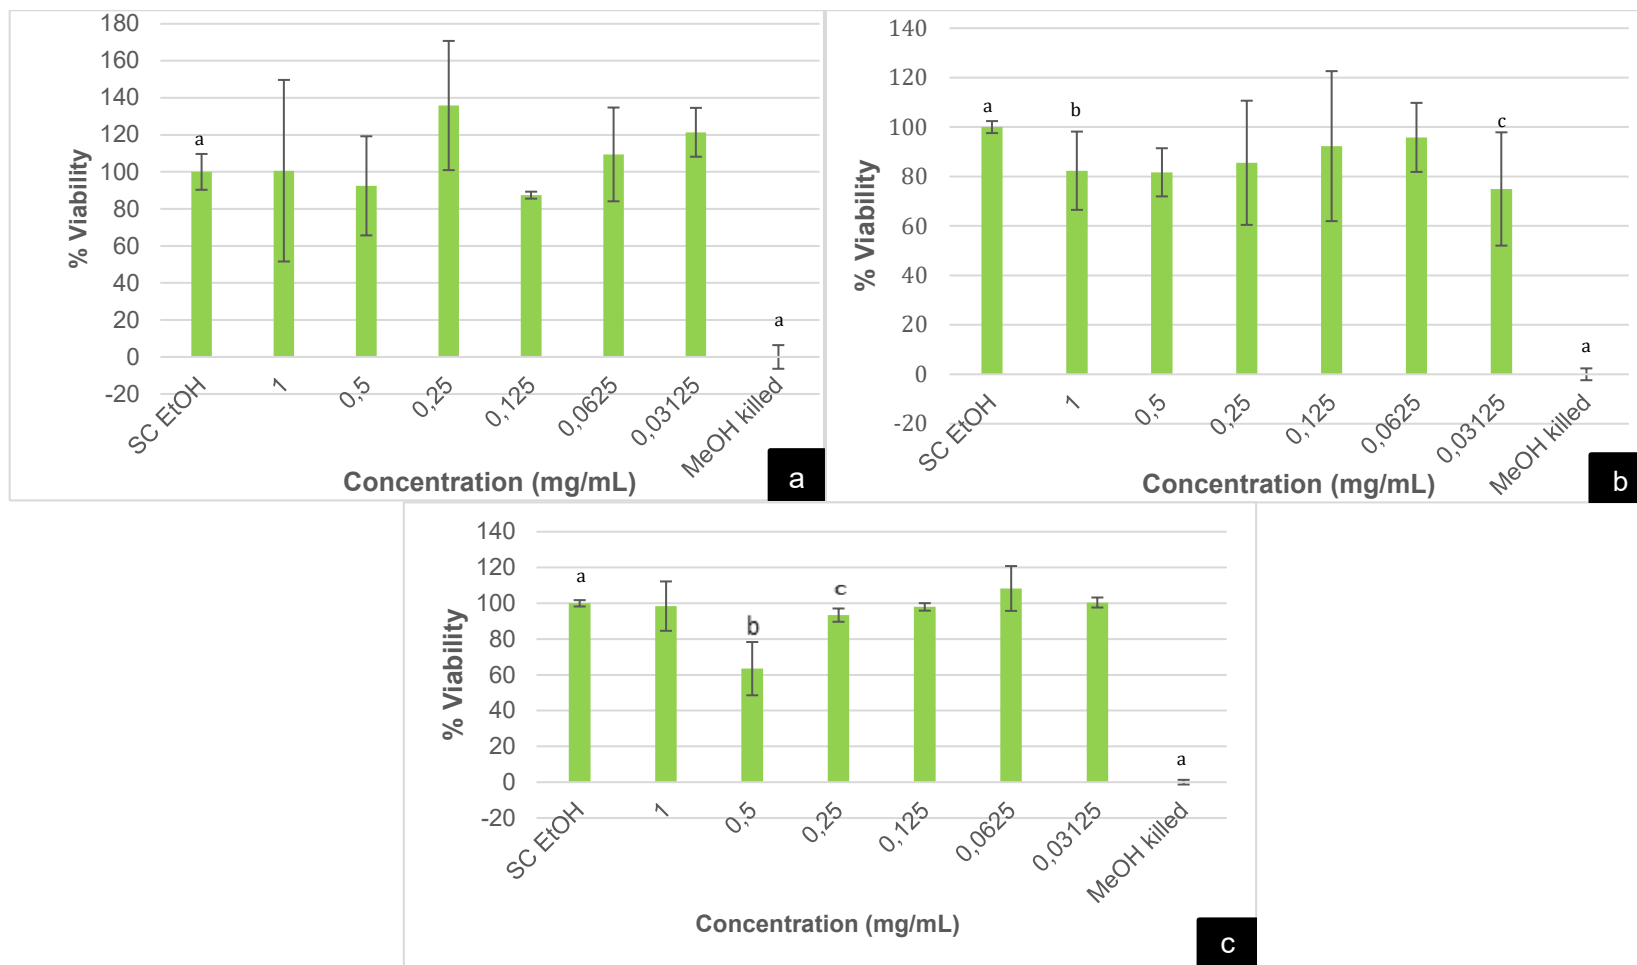 180
160
140
120
100
80
60
40
20
0
-20
% Viability
a
a
SC EtOH
1
0,5
0,25
0,125
0,0625
0,03125
MeOH killed
Concentration (mg/mL)
a
140
120
100
80
60
40
20
0
-20
% Viability
a
b
c
a
SC EtOH
1
0,5
0,25
0,125
0,0625
0,03125
MeOH killed
Concentration (mg/mL)
b
140
120
100
80
60
40
20
0
-20
% Viability
a
b
c
a
SC EtOH
1
0,5
0,25
0,125
0,0625
0,03125
MeOH killed
Concentration (mg/mL)
c